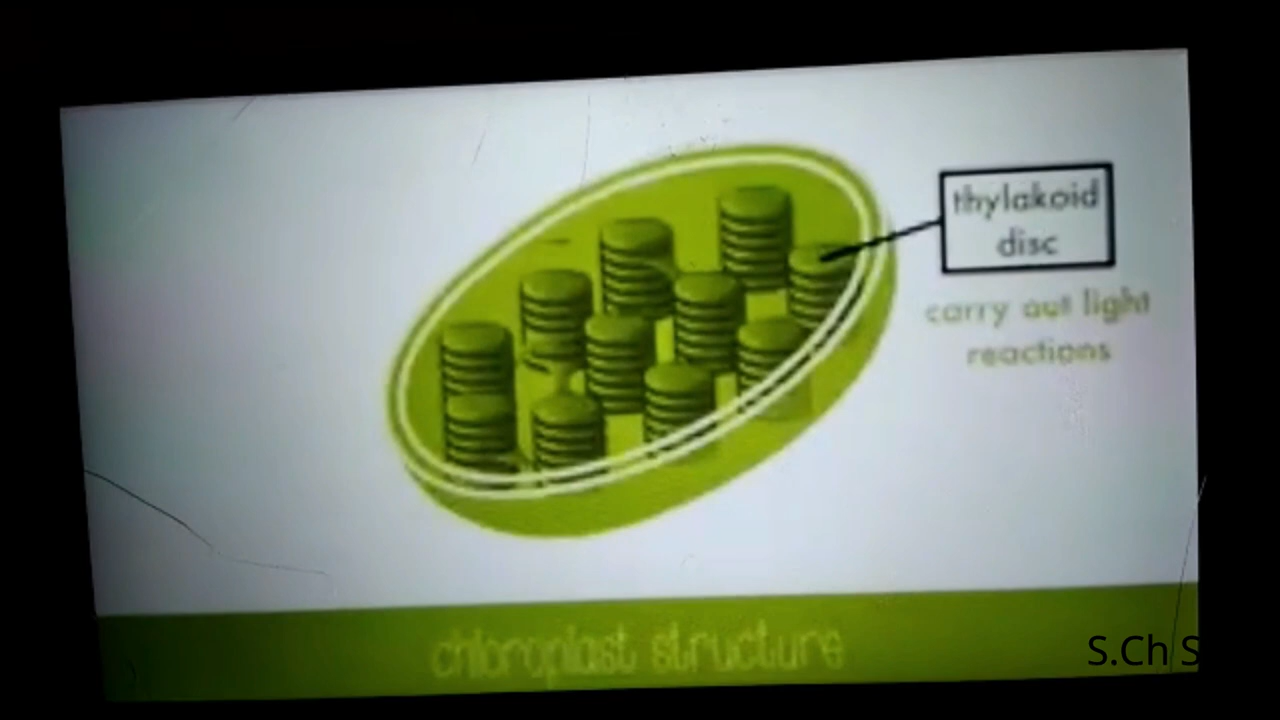 thylakoid
disc
carry out light
reactions
chloroplast structure
S.Ch S